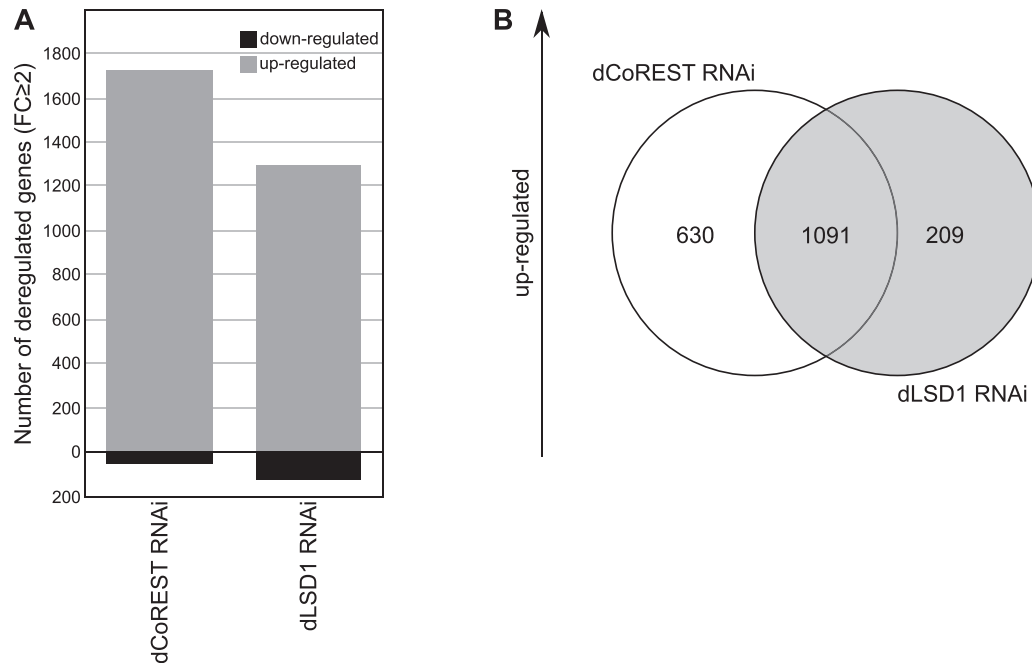 A
down-regulated
up-regulated
Number of deregulated genes (FC≥2)
1800
1600
1400
1200
1000
800
600
400
200
0
200
dCoREST RNAi
dLSD1 RNAi
B
up-regulated
dCoREST RNAi
630
1091
209
dLSD1 RNAi